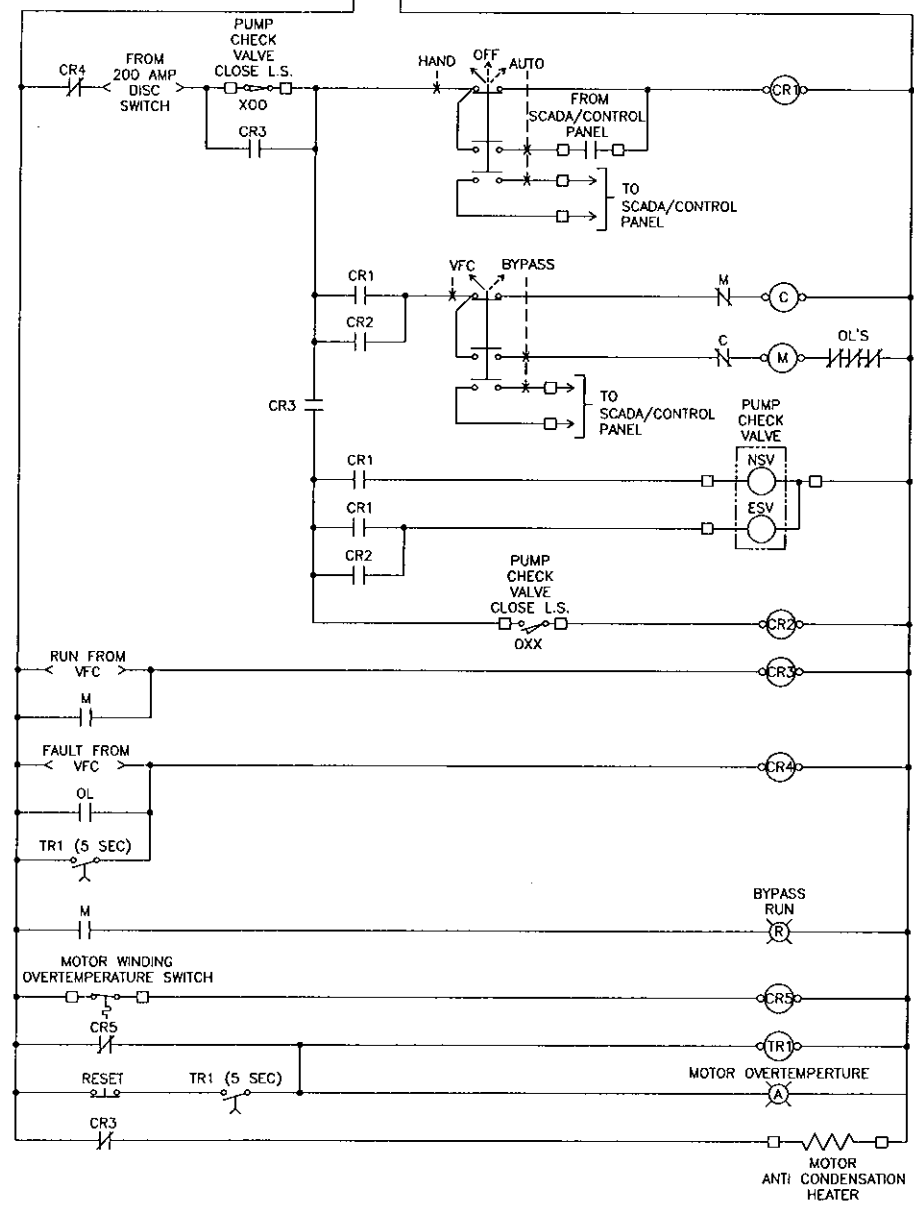 PUMP
CHECK
VALVE
CLOSE L.S.
XOO
CR4
FROM
200 AMP
DISC
SWITCH
CR3
HAND
OFF
AUTO
FROM
SCADA/CONTROL
PANEL
CR1
TO
SCADA/CONTROL
PANEL
VFC
BYPASS
CR1
CR2
M
C
C
M
OL'S
CR3
TO
SCADA/CONTROL
PANEL
PUMP
CHECK
VALVE
CR1
NSV
CR1
ESV
CR2
PUMP
CHECK
VALVE
CLOSE L.S.
OXX
CR2
RUN FROM
VFC
CR3
M
FAULT FROM
VFC
CR4
OL
TR1 (5 SEC)
M
BYPASS
RUN
R
MOTOR WINDING
OVERTEMPERATURE SWITCH
CR5
CR5
TR1
RESET
TR1 (5 SEC)
MOTOR OVERTEMPERTURE
A
CR3
MOTOR
ANTI CONDENSATION
HEATER